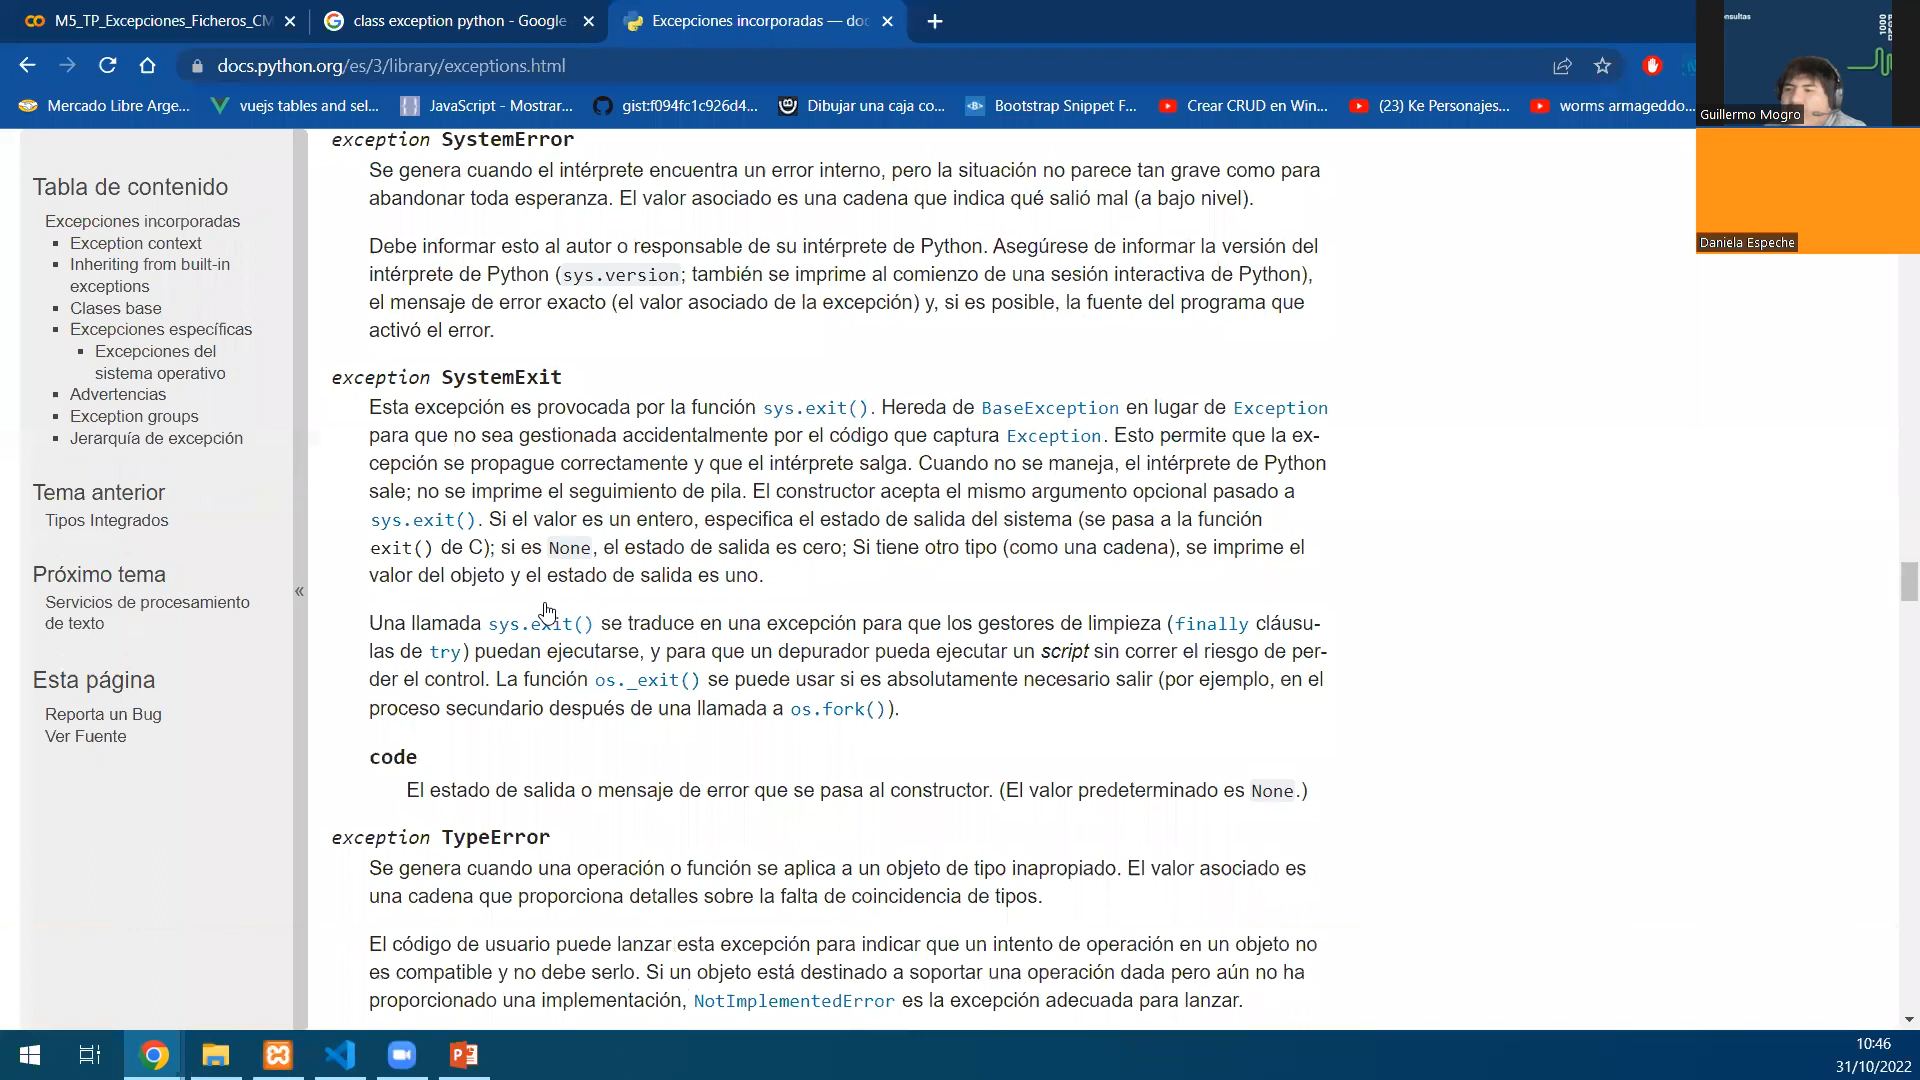 M5_TP_Excepciones_Ficheros_CM
class exception python - Google
Excepciones incorporadas — doc
docs.python.org/es/3/library/exceptions.html
Mercado Libre Arge...
vuejs tables and sel...
JavaScript - Mostrar...
gist:f094fc1c926d4...
Dibujar una caja co...
Bootstrap Snippet F...
Crear CRUD en Win...
(23) Ke Personajes...
worms armageddo...
Guillermo Mogro
Daniela Espeche
Tabla de contenido
Excepciones incorporadas
Exception context
Inheriting from built-in
exceptions
Clases base
Excepciones específicas
Excepciones del
sistema operativo
Advertencias
Exception groups
Jerarquía de excepción
Tema anterior
Tipos Integrados
Próximo tema
Servicios de procesamiento
de texto
Esta página
Reporta un Bug
Ver Fuente
«
exception SystemError
Se genera cuando el intérprete encuentra un error interno, pero la situación no parece tan grave como para
abandonar toda esperanza. El valor asociado es una cadena que indica qué salió mal (a bajo nivel).
Debe informar esto al autor o responsable de su intérprete de Python. Asegúrese de informar la versión del
intérprete de Python (sys.version; también se imprime al comienzo de una sesión interactiva de Python),
el mensaje de error exacto (el valor asociado de la excepción) y, si es posible, la fuente del programa que
activó el error.
exception SystemExit
Esta excepción es provocada por la función sys.exit(). Hereda de BaseException en lugar de Exception
para que no sea gestionada accidentalmente por el código que captura Exception. Esto permite que la ex-
cepción se propague correctamente y que el intérprete salga. Cuando no se maneja, el intérprete de Python
sale; no se imprime el seguimiento de pila. El constructor acepta el mismo argumento opcional pasado a
sys.exit(). Si el valor es un entero, especifica el estado de salida del sistema (se pasa a la función
exit() de C); si es None, el estado de salida es cero; Si tiene otro tipo (como una cadena), se imprime el
valor del objeto y el estado de salida es uno.
Una llamada sys.exit() se traduce en una excepción para que los gestores de limpieza (finally cláusu-
las de try) puedan ejecutarse, y para que un depurador pueda ejecutar un script sin correr el riesgo de per-
der el control. La función os._exit() se puede usar si es absolutamente necesario salir (por ejemplo, en el
proceso secundario después de una llamada a os.fork()).
code
El estado de salida o mensaje de error que se pasa al constructor. (El valor predeterminado es None.)
exception TypeError
Se genera cuando una operación o función se aplica a un objeto de tipo inapropiado. El valor asociado es
una cadena que proporciona detalles sobre la falta de coincidencia de tipos.
El código de usuario puede lanzar esta excepción para indicar que un intento de operación en un objeto no
es compatible y no debe serlo. Si un objeto está destinado a soportar una operación dada pero aún no ha
proporcionado una implementación, NotImplementedError es la excepción adecuada para lanzar.
10:46
31/10/2022